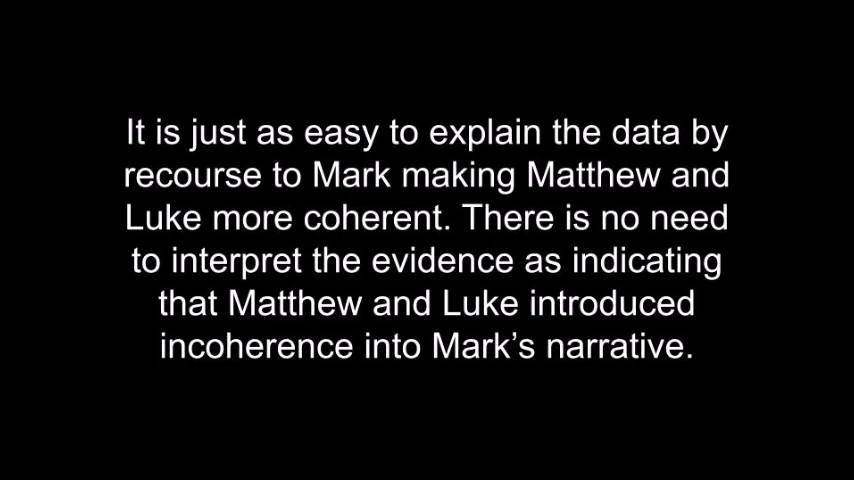 It is just as easy to explain the data by
recourse to Mark making Matthew and
Luke more coherent. There is no need
to interpret the evidence as indicating
that Matthew and Luke introduced
incoherence into Mark’s narrative.